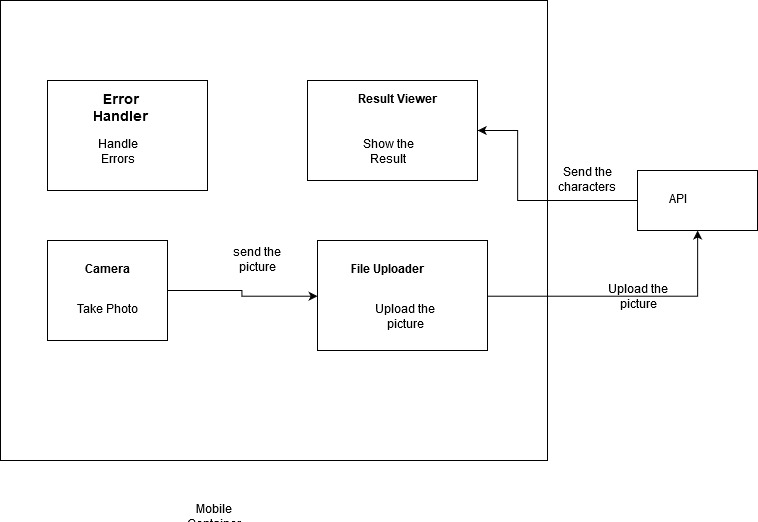 Error
Handler
Handle
Errors
Result Viewer
Show the
Result
Send the
characters
API
Camera
Take Photo
send the
picture
File Uploader
Upload the
picture
Upload the
picture
Mobile
Container